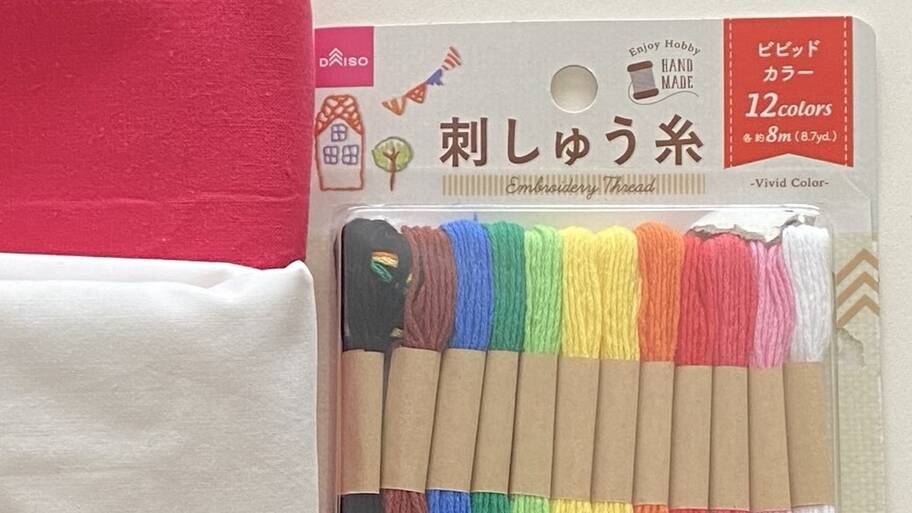 DAISO
Enjoy Hobby
HAND
MADE
刺しゅう糸
Embroidery Thread
ビビッド
カラー
12colors
各約8m(8.7yd.)
-Vivid Color-